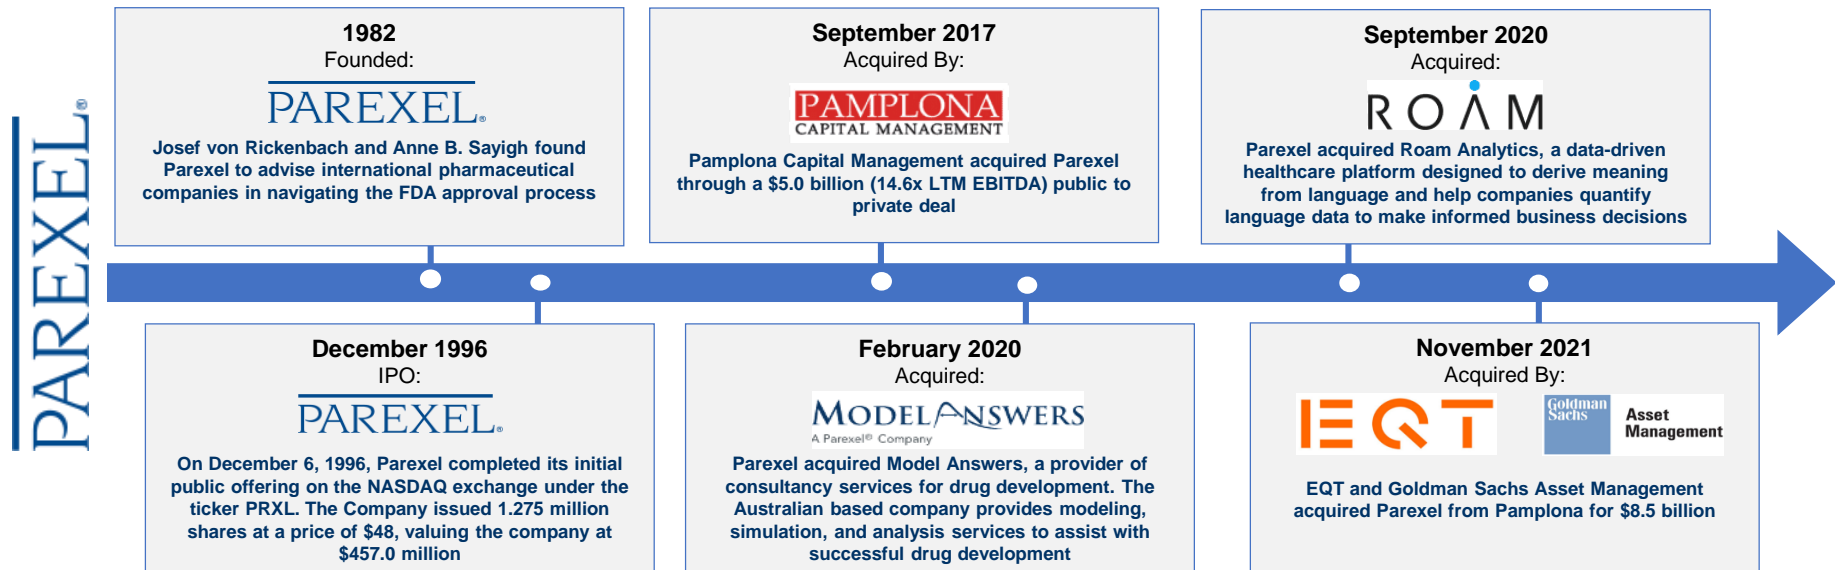 PAREXEL®
1982
Founded:
PAREXEL®
Josef von Rickenbach and Anne B. Sayigh found
Parexel to advise international pharmaceutical
companies in navigating the FDA approval process
September 2017
Acquired By:
PAMPLONA
CAPITAL MANAGEMENT
Pamplona Capital Management acquired Parexel
through a $5.0 billion (14.6x LTM EBITDA) public to
private deal
September 2020
Acquired:
ROAM
Parexel acquired Roam Analytics, a data-driven
healthcare platform designed to derive meaning
from language and help companies quantify
language data to make informed business decisions
December 1996
IPO:
PAREXEL®
On December 6, 1996, Parexel completed its initial
public offering on the NASDAQ exchange under the
ticker PRXL. The Company issued 1.275 million
shares at a price of $48, valuing the company at
$457.0 million
February 2020
Acquired:
MODEL ANSWERS
A Parexel® Company
Parexel acquired Model Answers, a provider of
consultancy services for drug development. The
Australian based company provides modeling,
simulation, and analysis services to assist with
successful drug development
November 2021
Acquired By:
EQT
Goldman
Sachs
Asset
Management
EQT and Goldman Sachs Asset Management
acquired Parexel from Pamplona for $8.5 billion